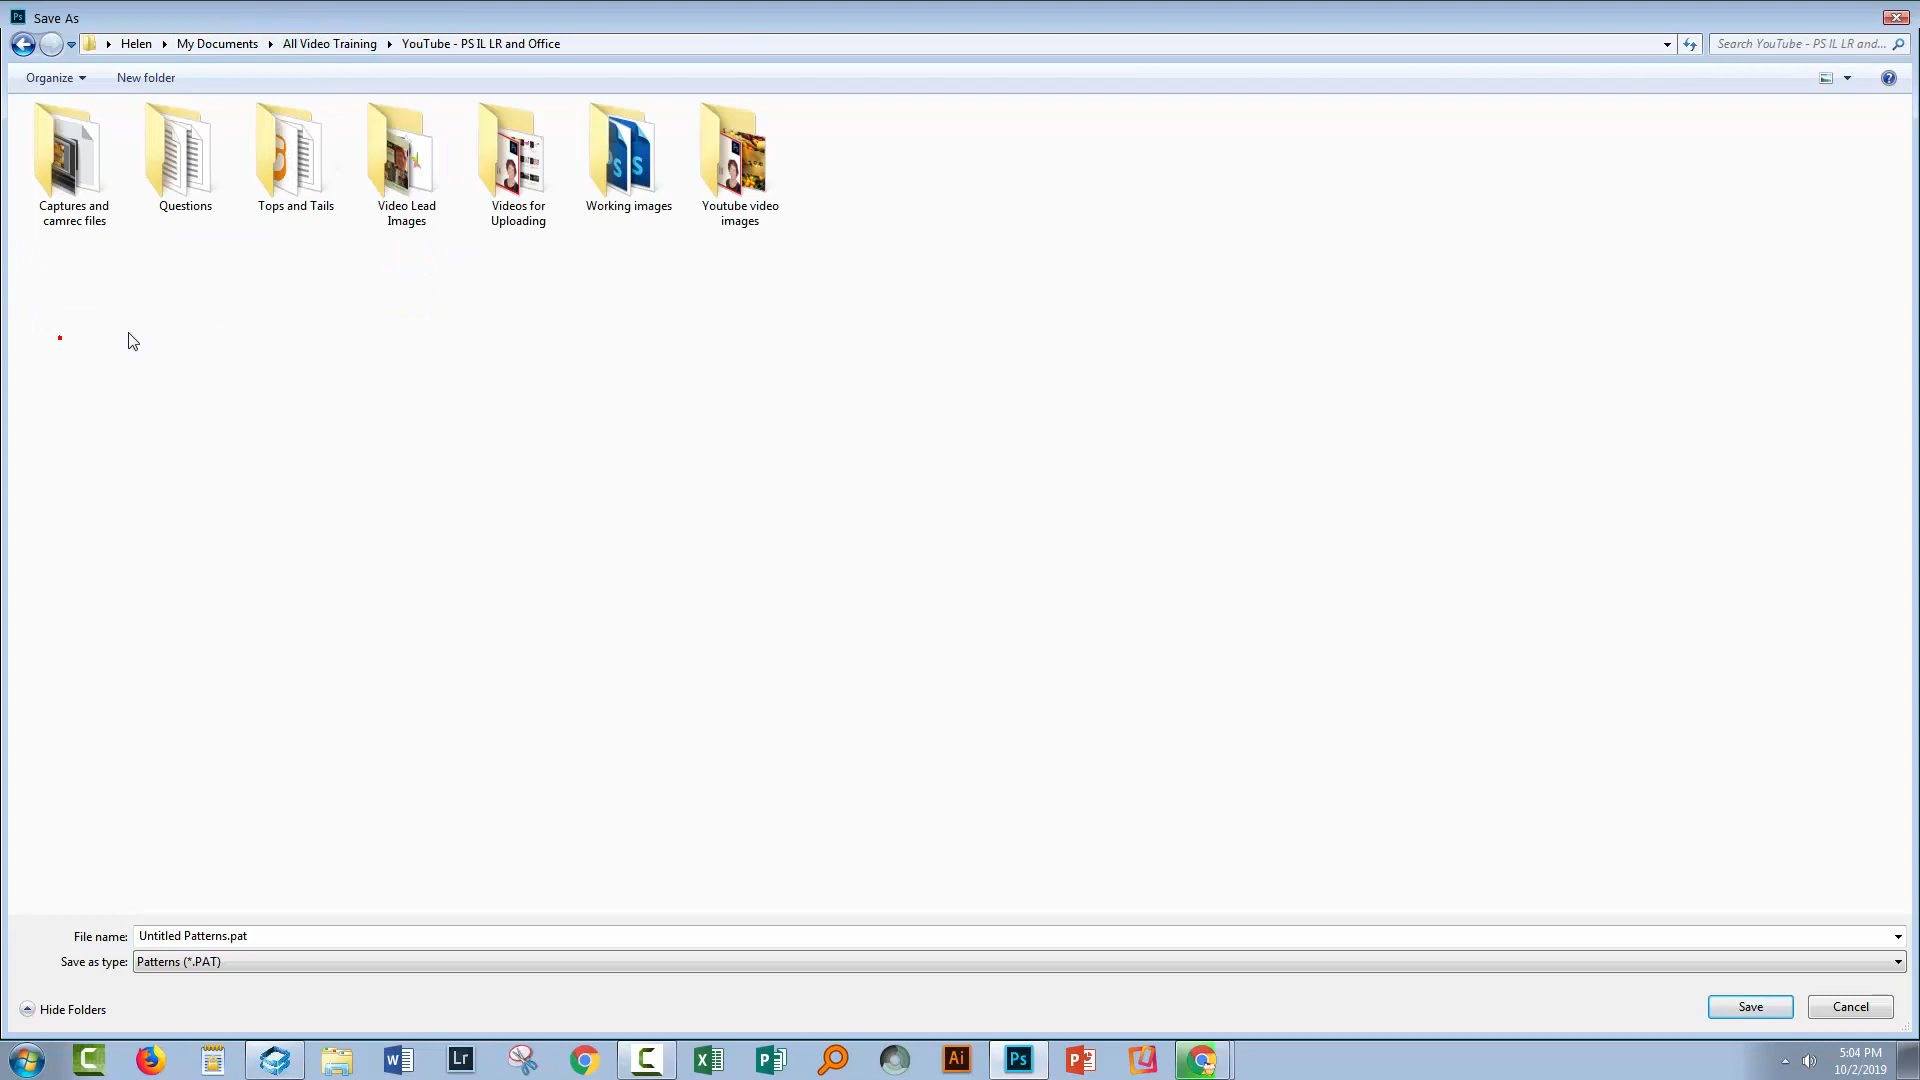 Save As
Helen My Documents All Video Training YouTube - PS IL LR and Office
Search YouTube - PS IL LR and...
Organize New folder
Captures and camrec files
Questions
Tops and Tails
Video Lead Images
Videos for Uploading
Working images
Youtube video images
File name: Untitled Patterns.pat
Save as type: Patterns (*.PAT)
Hide Folders
Save Cancel
5:04 PM
10/2/2019